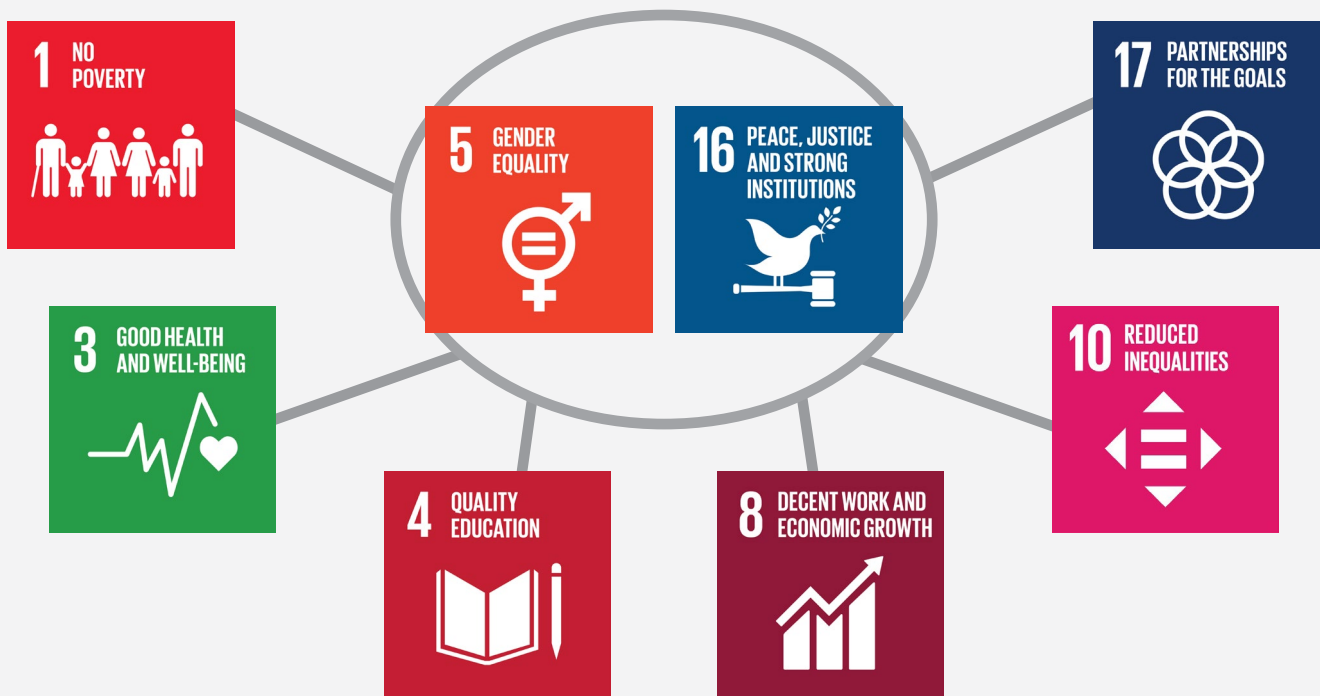 1 NO
POVERTY
5 GENDER
EQUALITY
16 PEACE, JUSTICE
AND STRONG
INSTITUTIONS
17 PARTNERSHIPS
FOR THE GOALS
3 GOOD HEALTH
AND WELL-BEING
10 REDUCED
INEQUALITIES
4 QUALITY
EDUCATION
8 DECENT WORK AND
ECONOMIC GROWTH